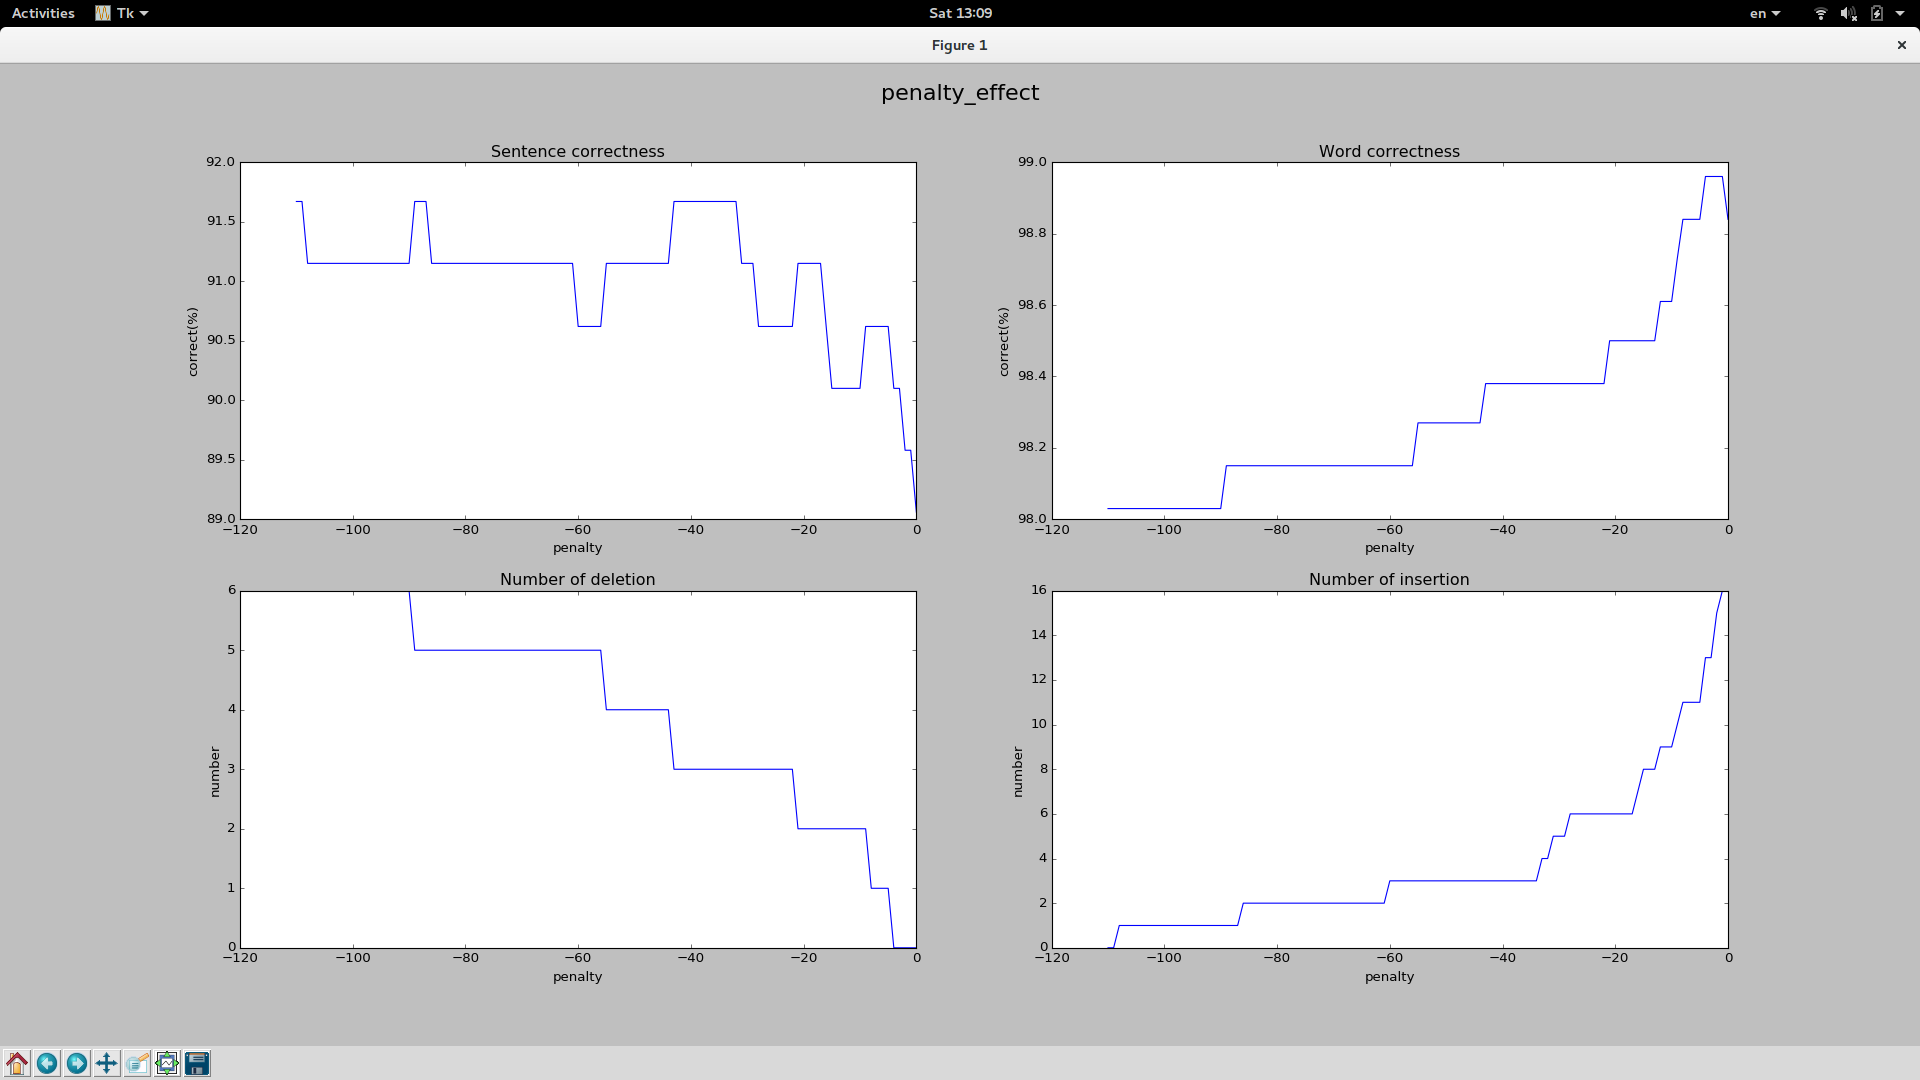 Activities Tk Sat 13:09 en
Figure 1
penalty_effect
Sentence correctness
92.0
91.5
91.0
90.5
90.0
89.5
89.0
correct(%)
−120 −100 −80 −60 −40 −20 0
penalty
Word correctness
99.0
98.8
98.6
98.4
98.2
98.0
correct(%)
−120 −100 −80 −60 −40 −20 0
penalty
Number of deletion
6
5
4
3
2
1
0
number
−120 −100 −80 −60 −40 −20 0
penalty
Number of insertion
16
14
12
10
8
6
4
2
0
number
−120 −100 −80 −60 −40 −20 0
penalty